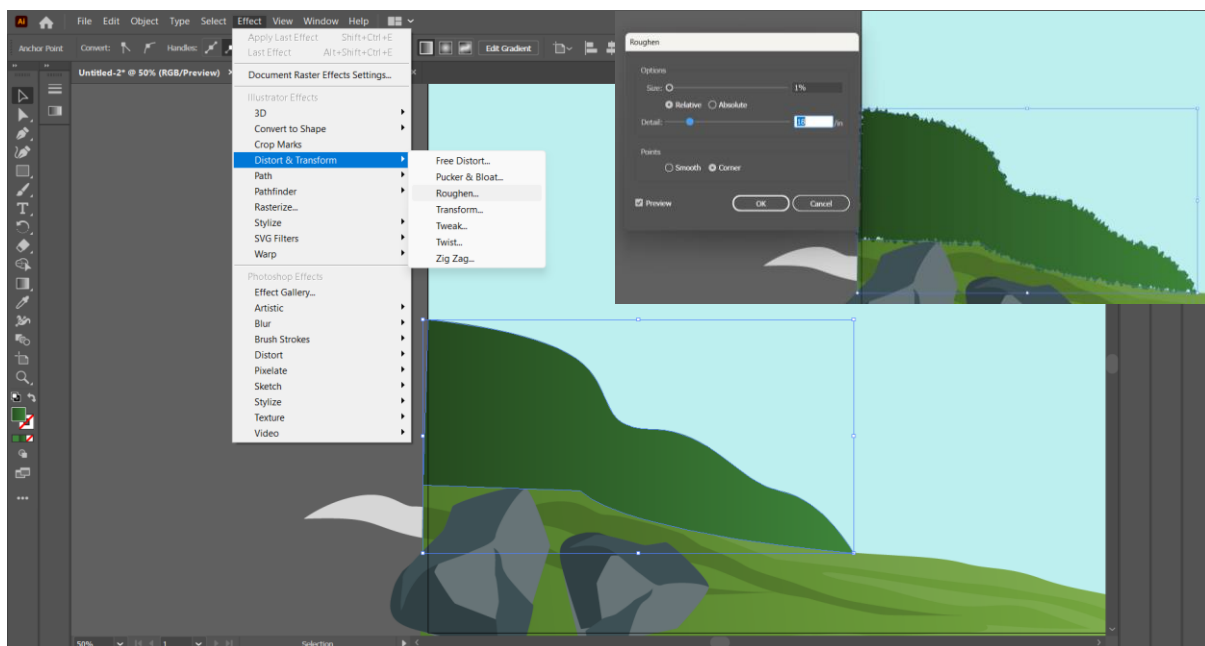 Ai File Edit Object Type Select Effect View Window Help
Anchor Point Convert: Handles: Edit Gradient
Untitled-2* @ 50% (RGB/Preview) ×
Apply Last Effect Shift+Ctrl+E
Last Effect Alt+Shift+Ctrl+E
Document Raster Effects Settings...
Illustrator Effects
3D
Convert to Shape
Crop Marks
Distort & Transform
Path
Pathfinder
Rasterize...
Stylize
SVG Filters
Warp
Photoshop Effects
Effect Gallery...
Artistic
Blur
Brush Strokes
Distort
Pixelate
Sketch
Stylize
Texture
Video
Free Distort...
Pucker & Bloat...
Roughen...
Transform...
Tweak...
Twist...
Zig Zag...
Roughen
Options
Size: 1%
Relative Absolute
Detail: /in
Points
Smooth Corner
Preview OK Cancel
50% 1 Selection